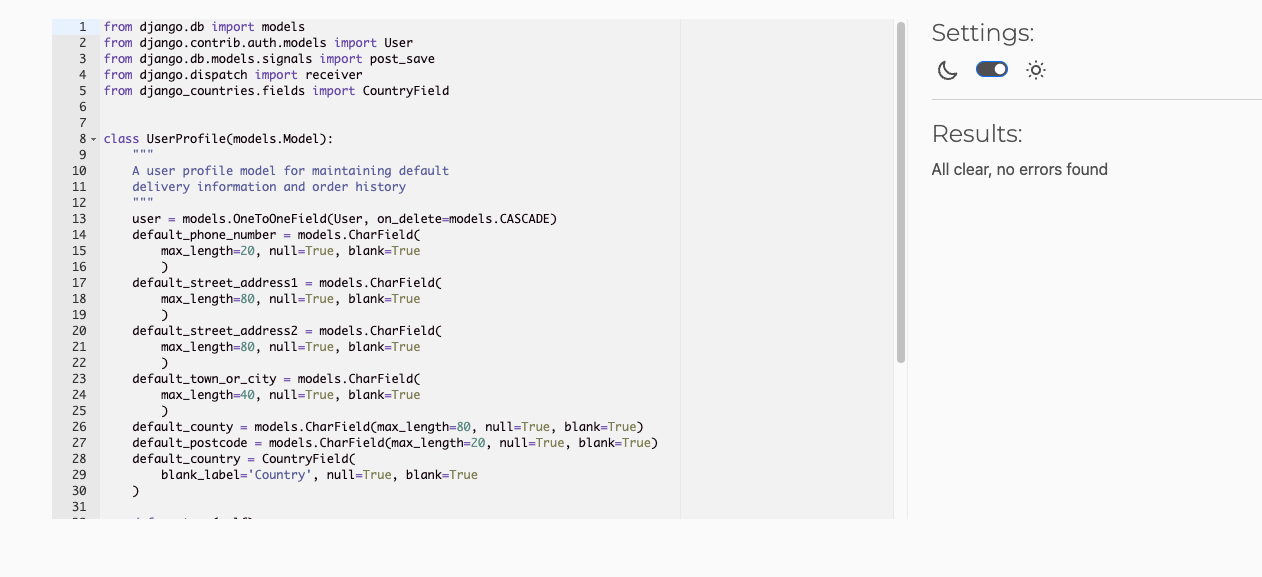 1 from django.db import models
2 from django.contrib.auth.models import User
3 from django.db.models.signals import post_save
4 from django.dispatch import receiver
5 from django_countries.fields import CountryField
6
7
8 class UserProfile(models.Model):
9     """
10     A user profile model for maintaining default
11     delivery information and order history
12     """
13     user = models.OneToOneField(User, on_delete=models.CASCADE)
14     default_phone_number = models.CharField(
15         max_length=20, null=True, blank=True
16         )
17     default_street_address1 = models.CharField(
18         max_length=80, null=True, blank=True
19         )
20     default_street_address2 = models.CharField(
21         max_length=80, null=True, blank=True
22         )
23     default_town_or_city = models.CharField(
24         max_length=40, null=True, blank=True
25         )
26     default_county = models.CharField(max_length=80, null=True, blank=True)
27     default_postcode = models.CharField(max_length=20, null=True, blank=True)
28     default_country = CountryField(
29         blank_label='Country', null=True, blank=True
30     )
31
Settings:
Results:
All clear, no errors found